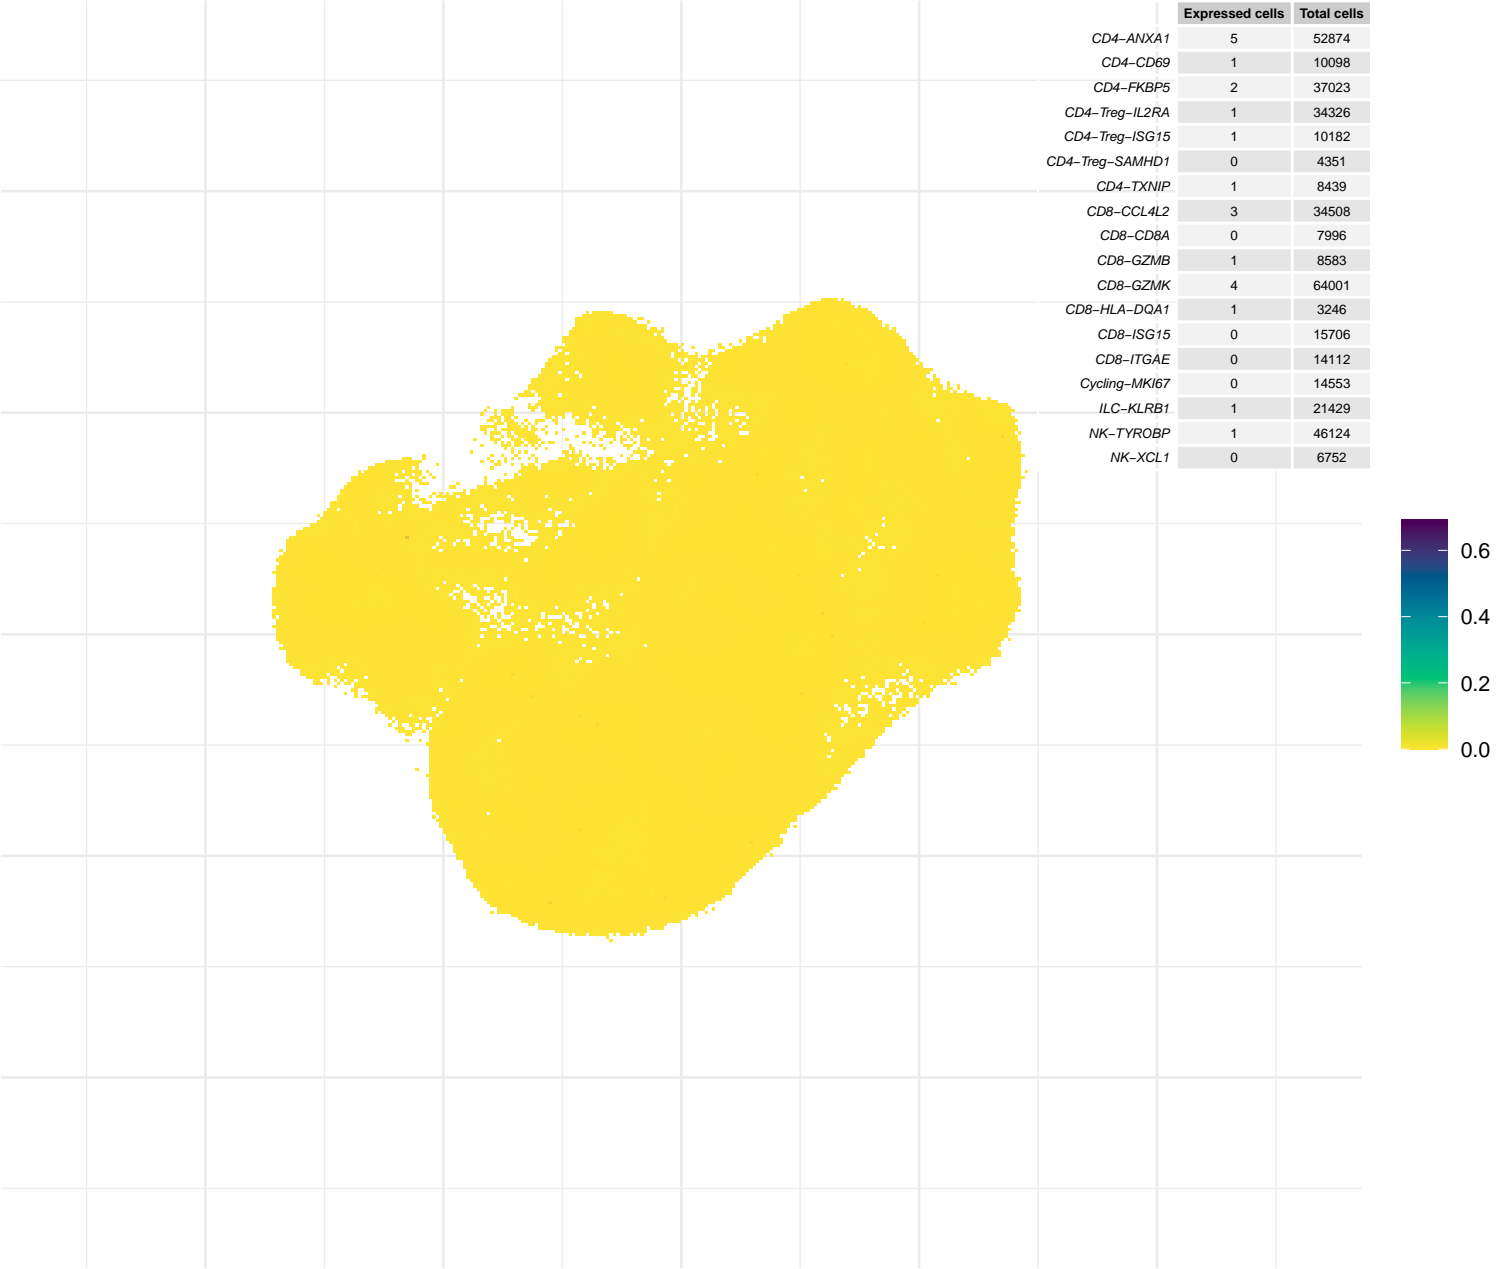 Expressed cells Total cells
CD4−ANXA1 5 52874
CD4−CD69 1 10098
CD4−FKBP5 2 37023
CD4−Treg−IL2RA 1 34326
CD4−Treg−ISG15 1 10182
CD4−Treg−SAMHD1 0 4351
CD4−TXNIP 1 8439
CD8−CCL4L2 3 34508
CD8−CD8A 0 7996
CD8−GZMB 1 8583
CD8−GZMK 4 64001
CD8−HLA−DQA1 1 3246
CD8−ISG15 0 15706
CD8−ITGAE 0 14112
Cycling−MKI67 0 14553
ILC−KLRB1 1 21429
NK−TYROBP 1 46124
NK−XCL1 0 6752
0.6
0.4
0.2
0.0